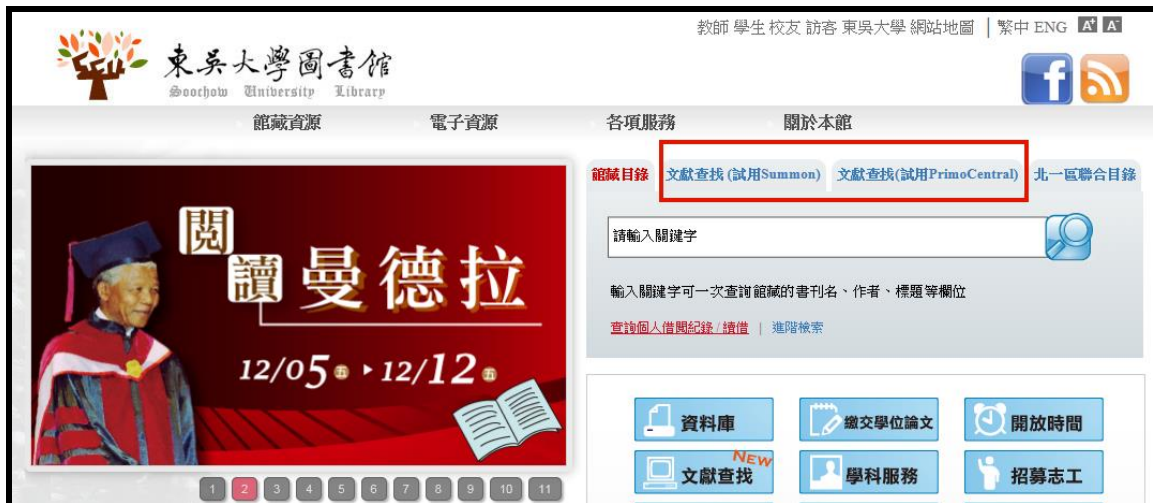 教師 學生 校友 訪客 東吳大學 網站地圖 | 繁中 ENG A+ A-
SCU
東吳大學圖書館
Soochow University Library
f
館藏資源 電子資源 各項服務 關於本館
館藏目錄 文獻查找 (試用Summon) 文獻查找(試用PrimoCentral) 北一區聯合目錄
請輸入關鍵字
輸入關鍵字可一次查詢館藏的書刊名、作者、標題等欄位
查詢個人借閱紀錄/續借 | 進階檢索
閱讀曼德拉
12/05 五 ▸ 12/12 五
1 2 3 4 5 6 7 8 9 10 11
資料庫 繳交學位論文 開放時間
文獻查找 NEW 學科服務 招募志工